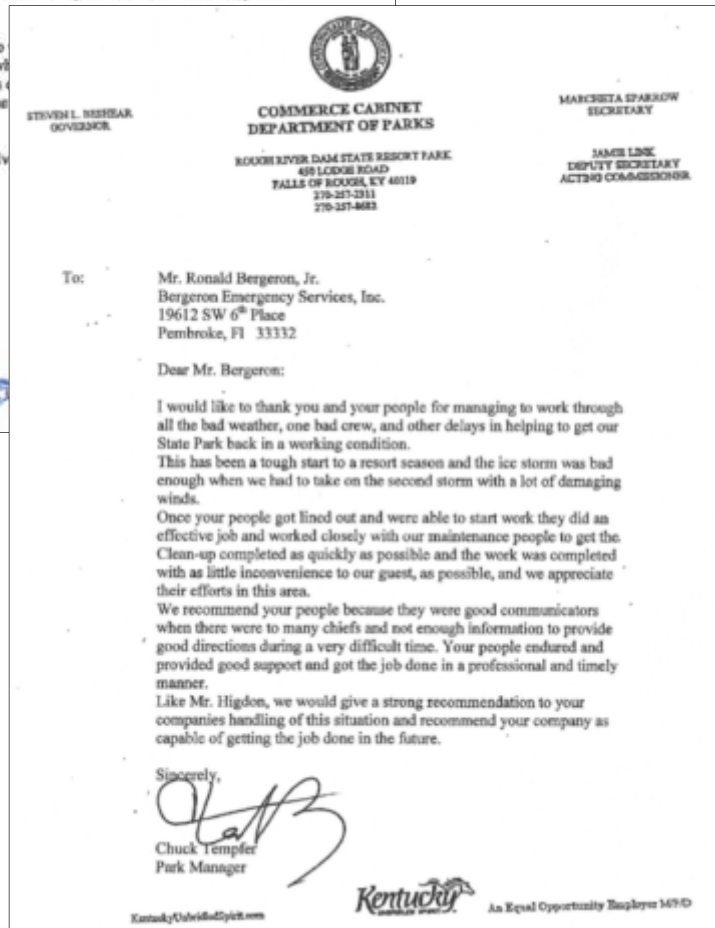 STEVEN L. BESHEAR
GOVERNOR
COMMERCE CABINET
DEPARTMENT OF PARKS
MARCHETA SPARROW
SECRETARY
ROUGH RIVER DAM STATE RESORT PARK
450 LODGE ROAD
FALLS OF ROUGH, KY 40119
270-257-2311
JAMIE LINK
DEPUTY SECRETARY
ACTING COMMISSIONER
To:
Mr. Ronald Bergeron, Jr.
Bergeron Emergency Services, Inc.
19612 SW 6th Place
Pembroke, Fl 33332
Dear Mr. Bergeron:
I would like to thank you and your people for managing to work through
all the bad weather, one bad crew, and other delays in helping to get our
State Park back in a working condition.
This has been a tough start to a resort season and the ice storm was bad
enough when we had to take on the second storm with a lot of damaging
winds.
Once your people got lined out and were able to start work they did an
effective job and worked closely with our maintenance people to get the
Clean-up completed as quickly as possible and the work was completed
with as little inconvenience to our guest, as possible, and we appreciate
their efforts in this area.
We recommend your people because they were good communicators
when there were to many chiefs and not enough information to provide
good directions during a very difficult time. Your people endured and
provided good support and got the job done in a professional and timely
manner.
Like Mr. Higdon, we would give a strong recommendation to your
companies handling of this situation and recommend your company as
capable of getting the job done in the future.
Sincerely,
Chuck Tempfer
Park Manager
KentuckyUnbridledSpirit.com
Kentucky
UNBRIDLED SPIRIT
An Equal Opportunity Employer M/F/D